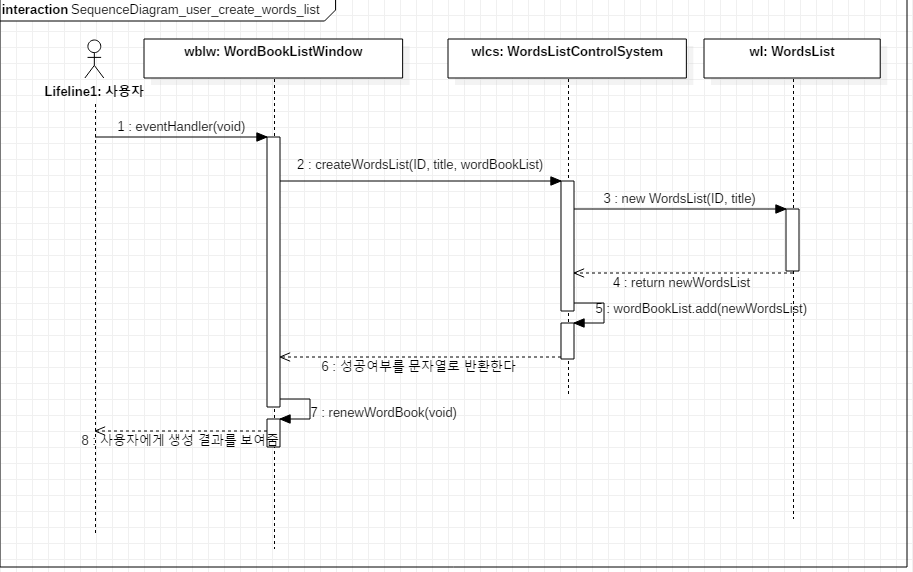 interaction SequenceDiagram_user_create_words_list
wblw: WordBookListWindow
wlcs: WordsListControlSystem
wl: WordsList
Lifeline1: 사용자
1 : eventHandler(void)
2 : createWordsList(ID, title, wordBookList)
3 : new WordsList(ID, title)
4 : return newWordsList
5 : wordBookList.add(newWordsList)
6 : 성공여부를 문자열로 반환한다
7 : renewWordBook(void)
8 : 사용자에게 생성 결과를 보여줌